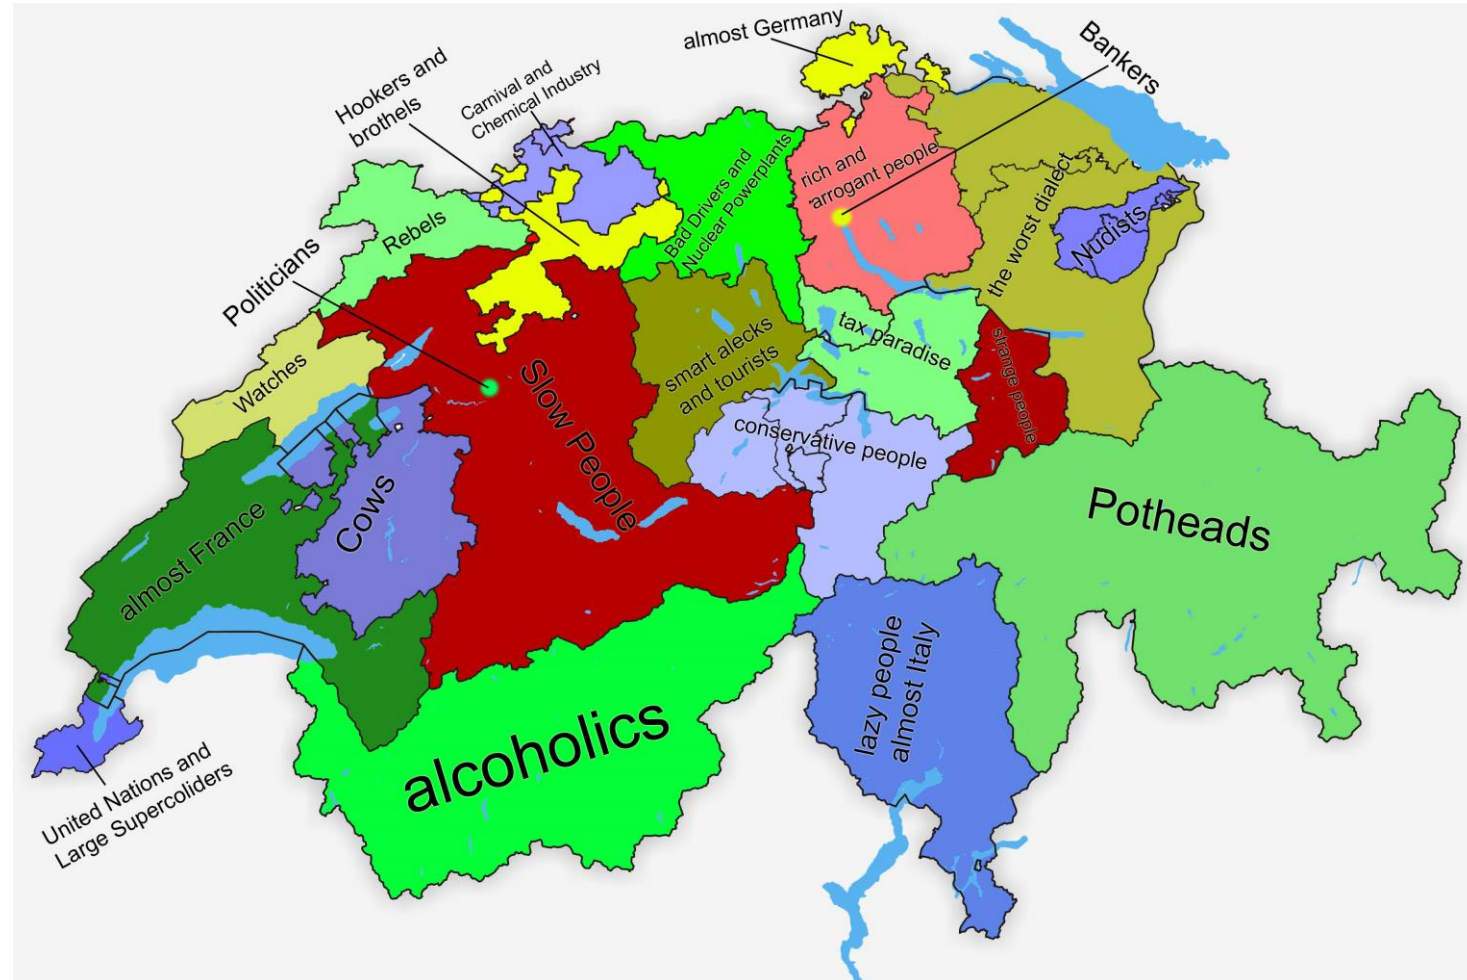 almost Germany
Bankers
Hookers and
brothels
Carnival and
Chemical Industry
Bad Drivers and
Nuclear Powerplants
rich and
arrogant people
the worst dialect
Nudists
Rebels
Politicians
Watches
smart alecks
and tourists
tax paradise
strange people
Slow People
conservative people
Cows
almost France
Potheads
lazy people
almost Italy
alcoholics
United Nations and
Large Supercoliders